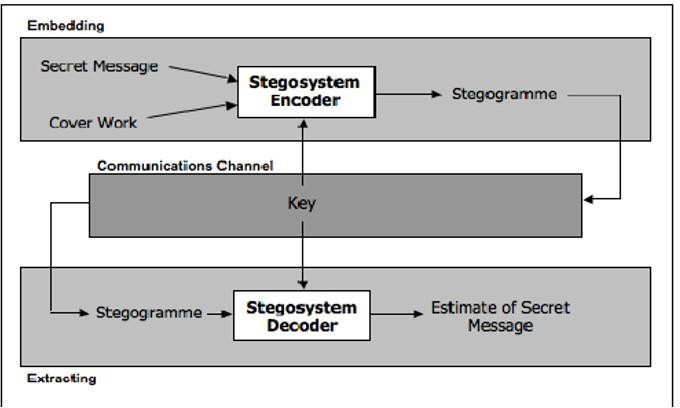 Embedding
Secret Message
Stegosystem
Encoder
Stegogramme
Cover Work
Communications Channel
Key
Stegogramme
Stegosystem
Decoder
Estimate of Secret
Message
Extracting